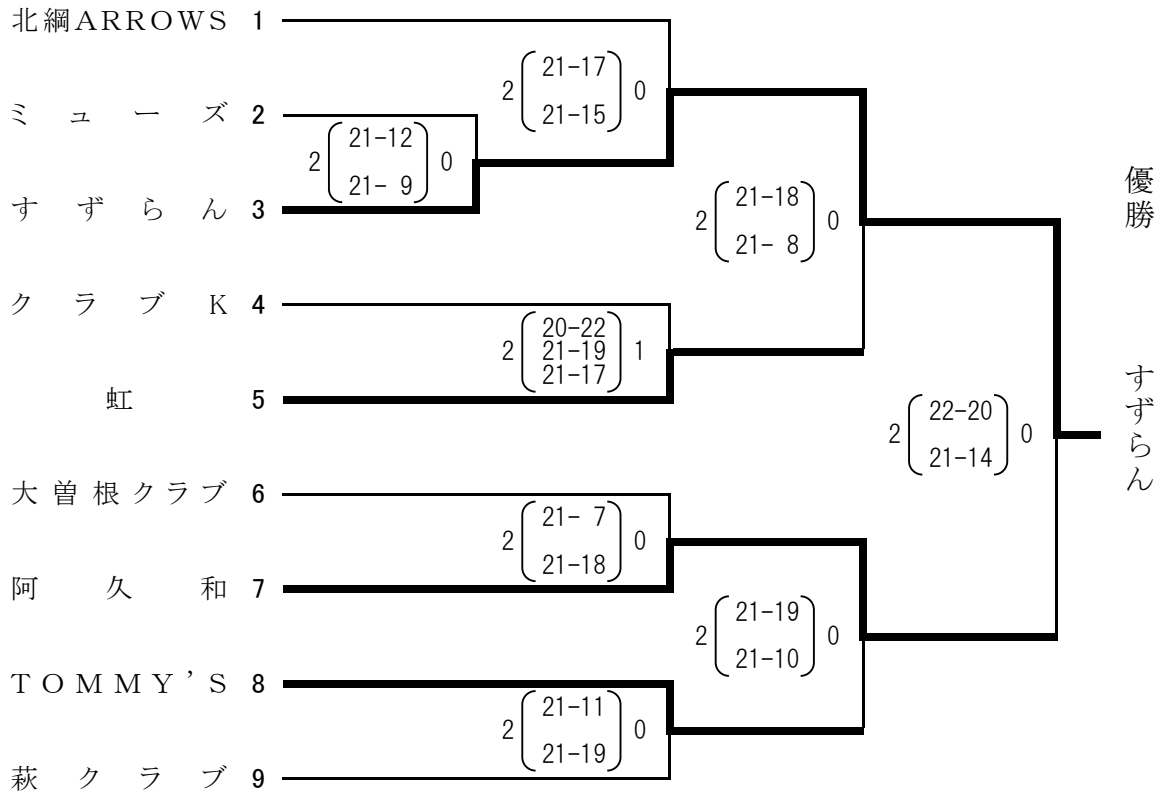 北綱ARROWS 1
2 21-17 0
21-15
ミューズ 2
2 21-12 0
21- 9
すずらん 3
2 21-18 0
21- 8
優勝
クラブK 4
2 20-22 1
21-19
21-17
虹 5
すずらん
2 22-20 0
21-14
大曽根クラブ 6
2 21- 7 0
21-18
阿久和 7
2 21-19 0
21-10
TOMMY'S 8
2 21-11 0
21-19
萩クラブ 9